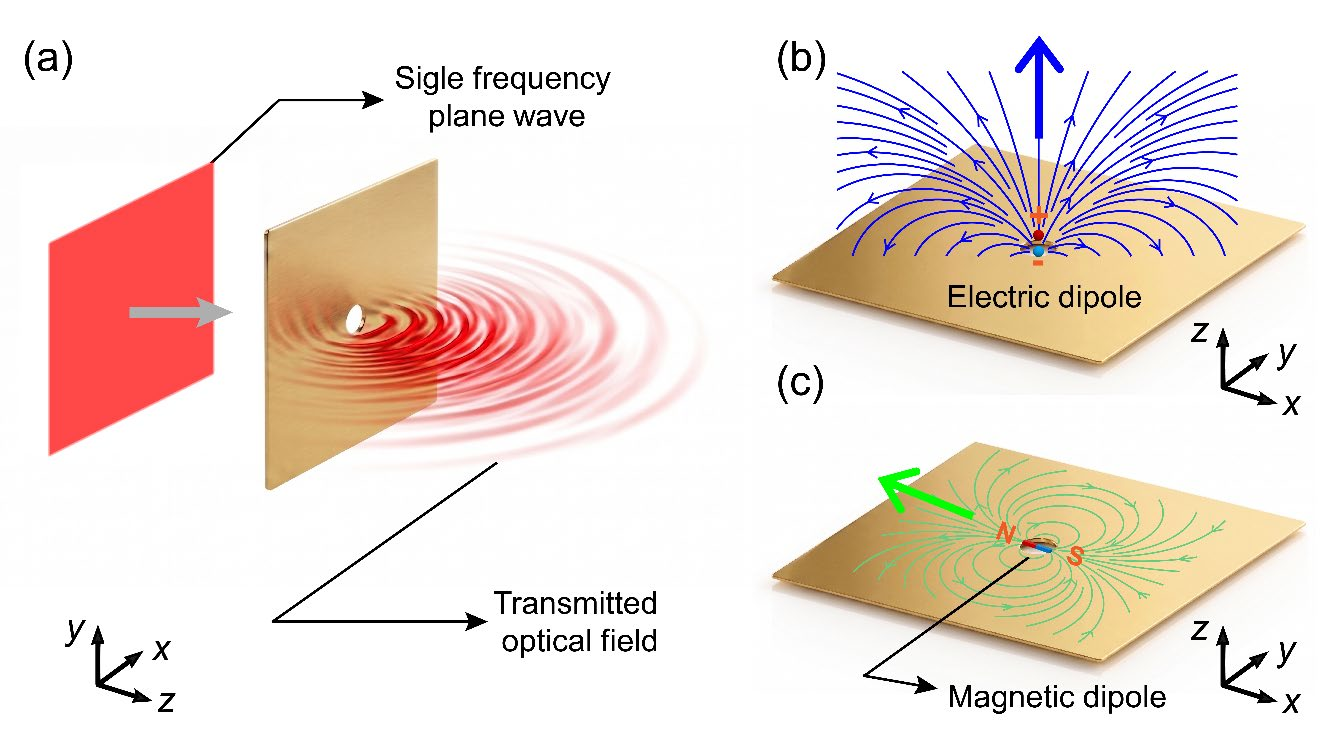 (a)
Sigle frequency
plane wave
Transmitted
optical field
y
x
z
(b)
+
-
Electric dipole
z
y
x
(c)
N
S
Magnetic dipole
z
y
x